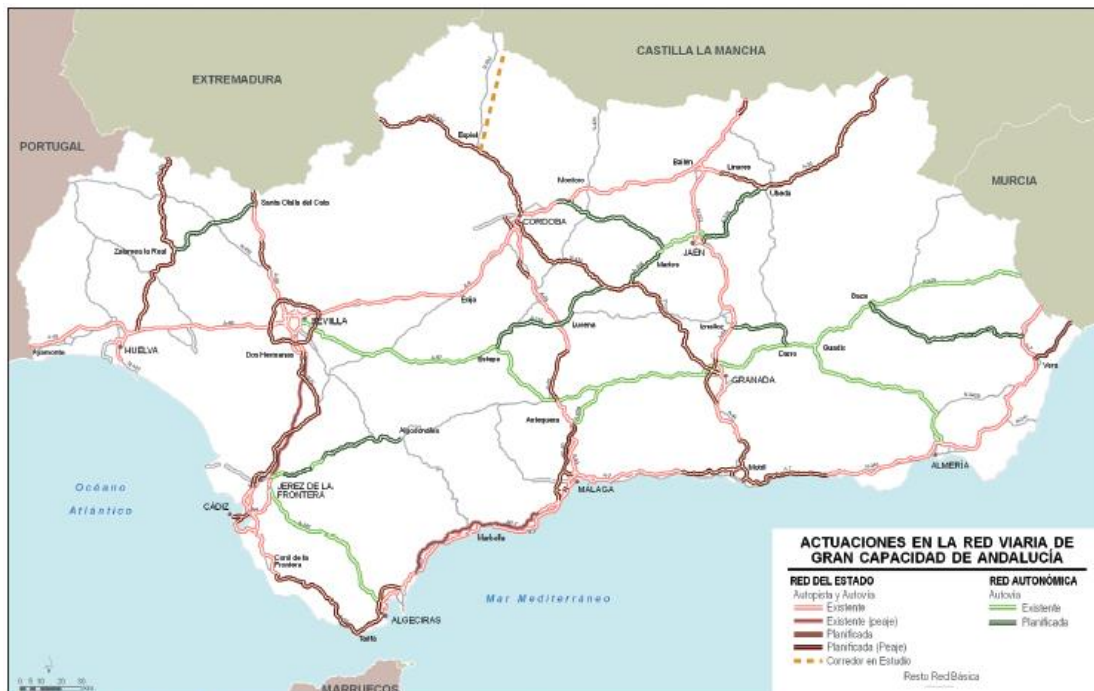 CASTILLA LA MANCHA
EXTREMADURA
PORTUGAL
MURCIA
Espiel
Bailén
Linares
Montoro
Úbeda
Santa Olalla del Cala
CÓRDOBA
Zalamea la Real
JAÉN
Martos
Baza
Écija
SEVILLA
Lucena
Iznalloz
Ayamonte
HUELVA
Dos Hermanas
Estepa
Darro
Guadix
Vera
GRANADA
Antequera
Algodonales
Motril
ALMERÍA
JEREZ DE LA
FRONTERA
MÁLAGA
Océano
Atlántico
CÁDIZ
Marbella
Conil de la
Frontera
Mar Mediterráneo
ALGECIRAS
Tarifa
MARRUECOS
ACTUACIONES EN LA RED VIARIA DE
GRAN CAPACIDAD DE ANDALUCÍA
RED DEL ESTADO
Autopista y Autovía
Existente
Existente (peaje)
Planificada
Planificada (Peaje)
Corredor en Estudio
RED AUTONÓMICA
Autovía
Existente
Planificada
Resto Red Básica